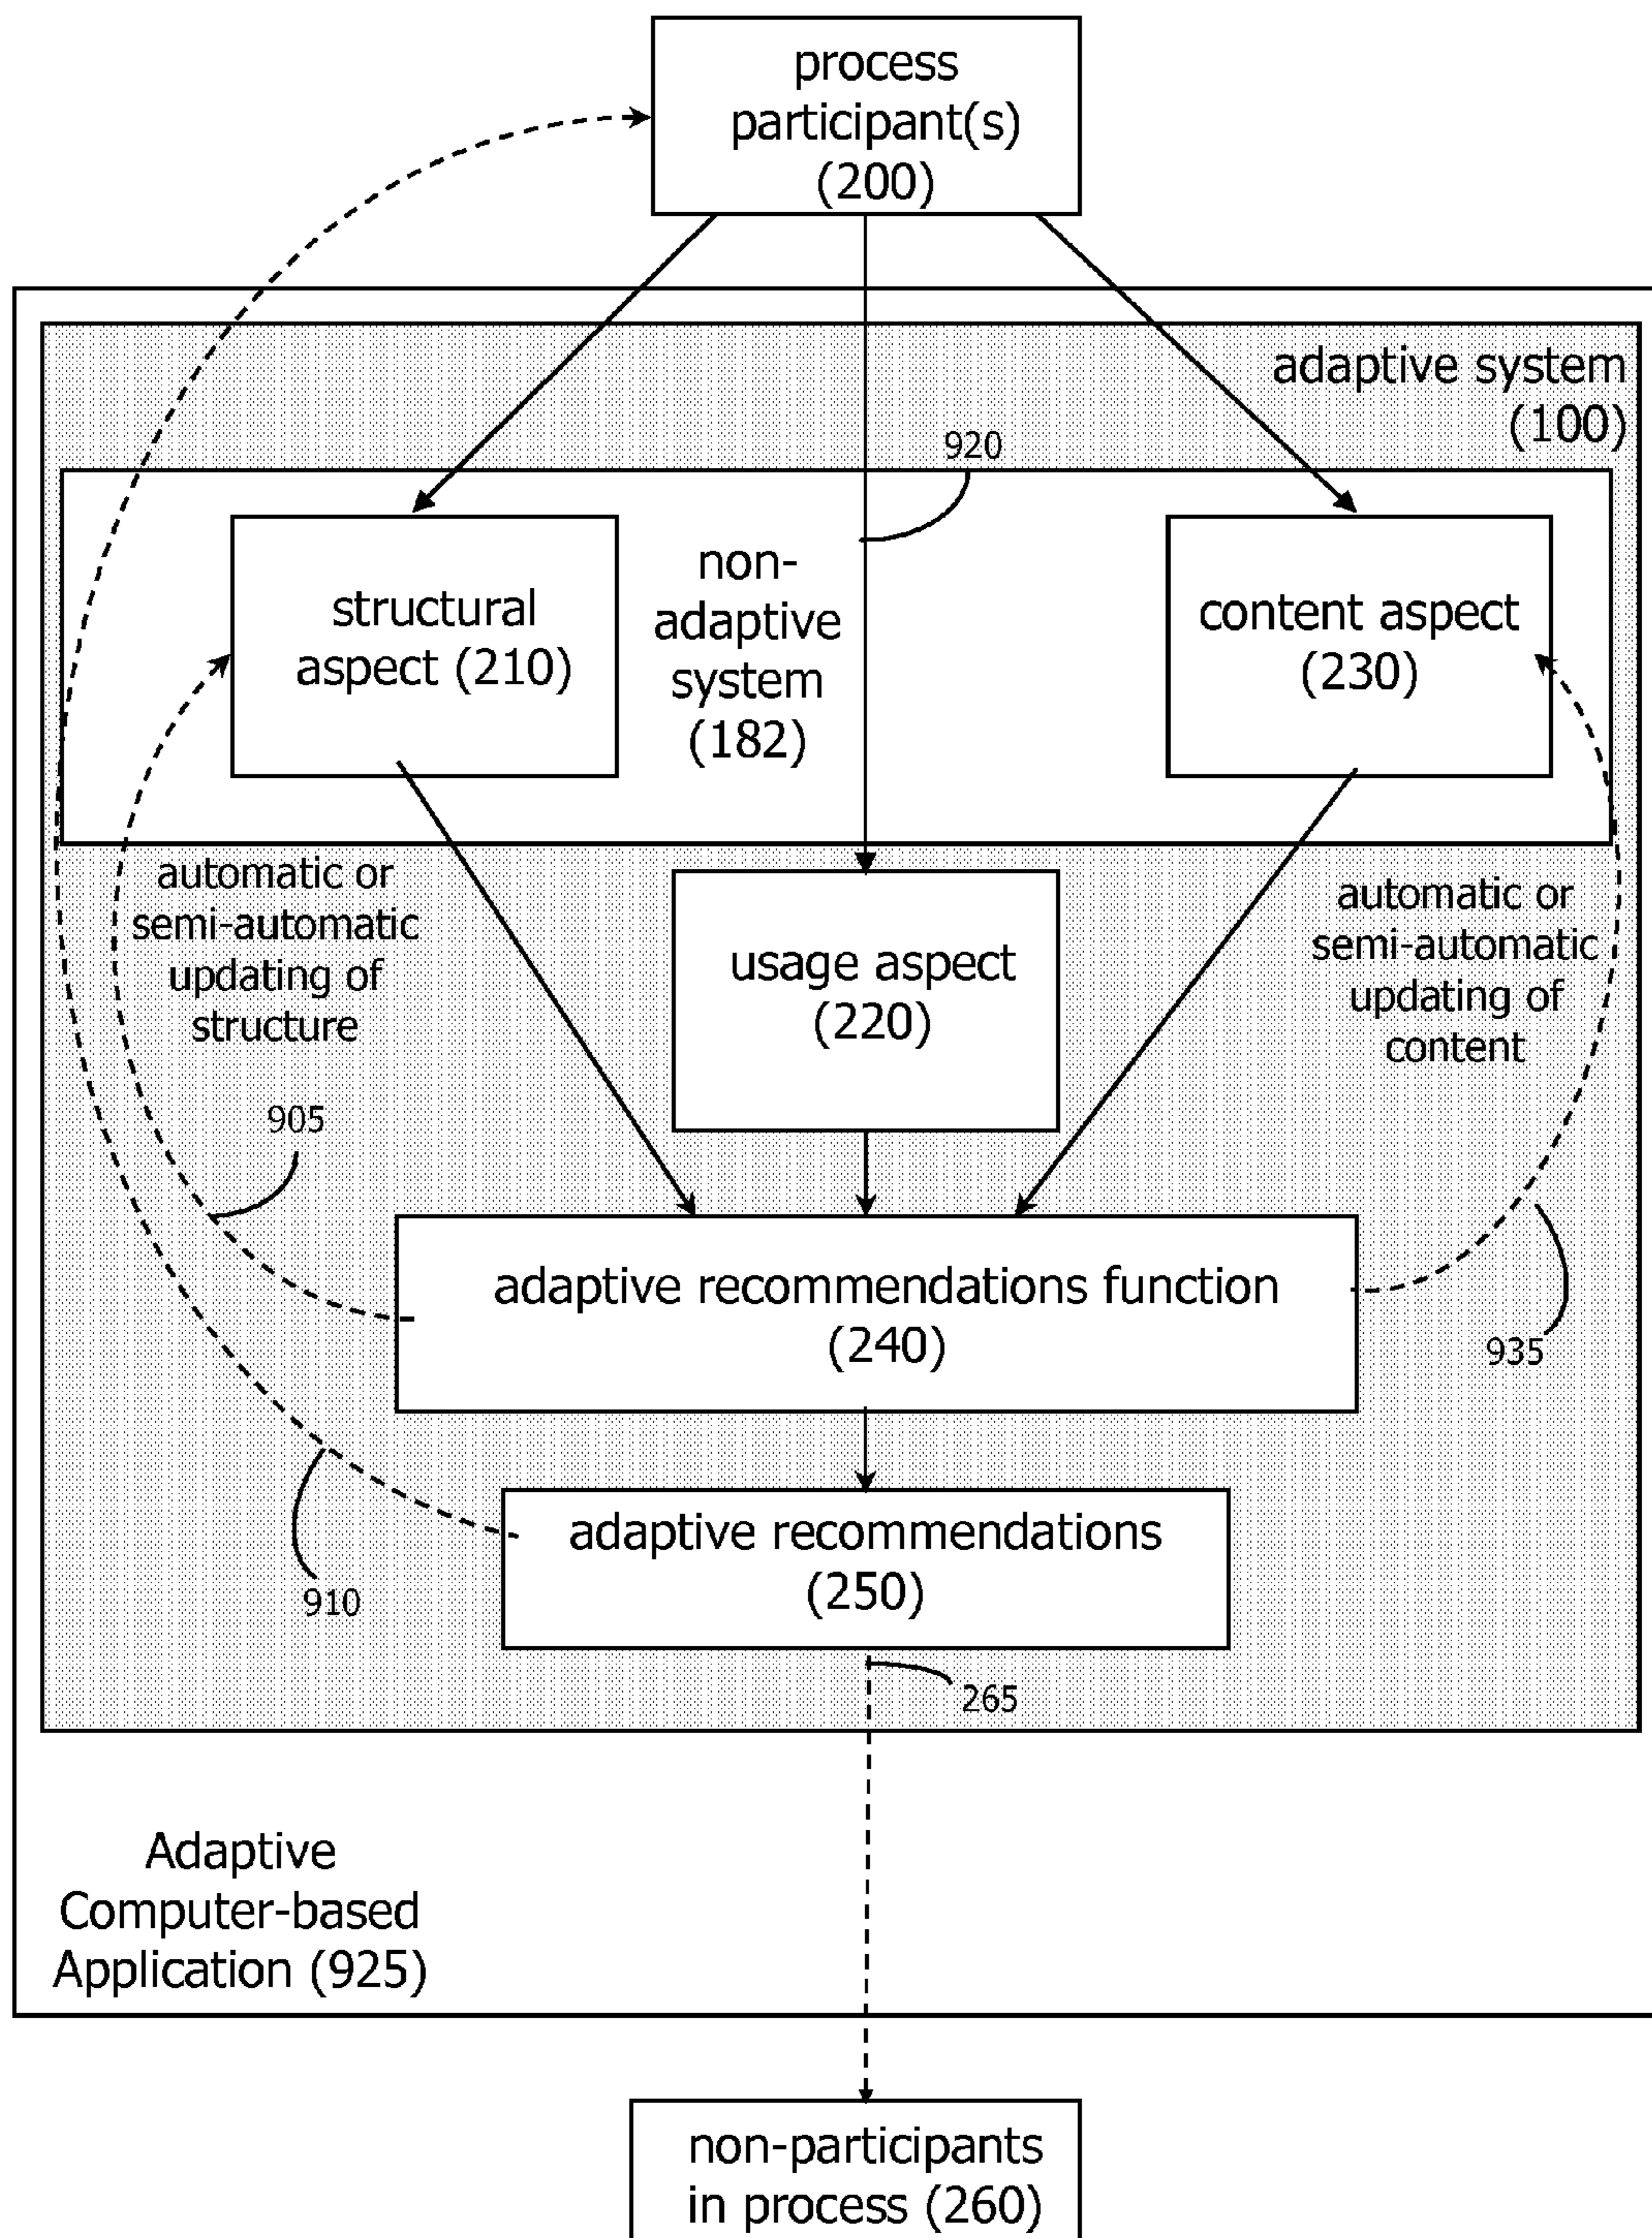 process
participant(s)
(200)
adaptive system
(100)
920
non-
adaptive
system
(182)
structural
aspect (210)
content aspect
(230)
automatic or
semi-automatic
updating of
structure
usage aspect
(220)
automatic or
semi-automatic
updating of
content
905
adaptive recommendations function
(240)
935
adaptive recommendations
(250)
910
265
Adaptive
Computer-based
Application (925)
non-participants
in process (260)